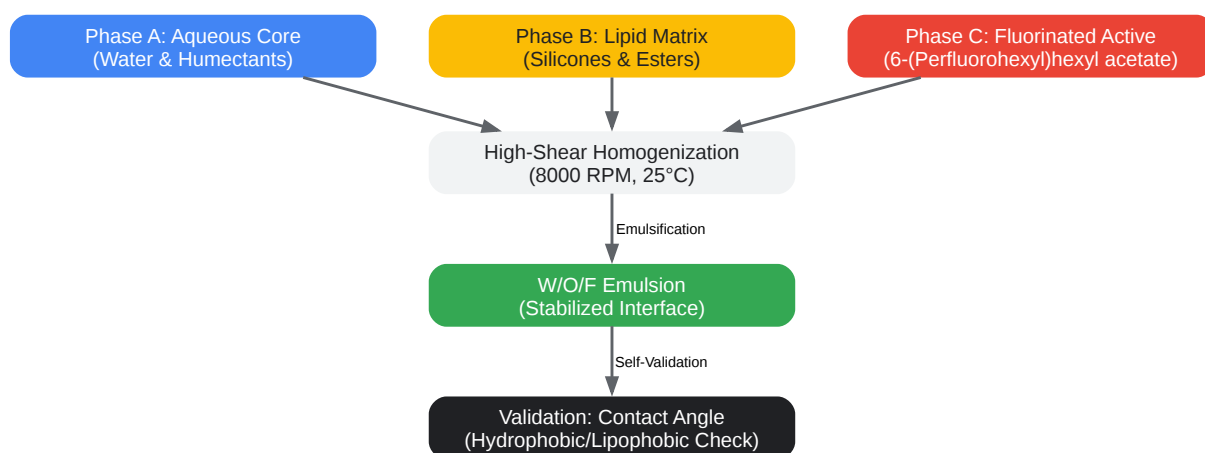 Phase A: Aqueous Core
(Water & Humectants)
Phase B: Lipid Matrix
(Silicones & Esters)
Phase C: Fluorinated Active
(6-(Perfluorohexyl)hexyl acetate)
High-Shear Homogenization
(8000 RPM, 25°C)
Emulsification
W/O/F Emulsion
(Stabilized Interface)
Self-Validation
Validation: Contact Angle
(Hydrophobic/Lipophobic Check)